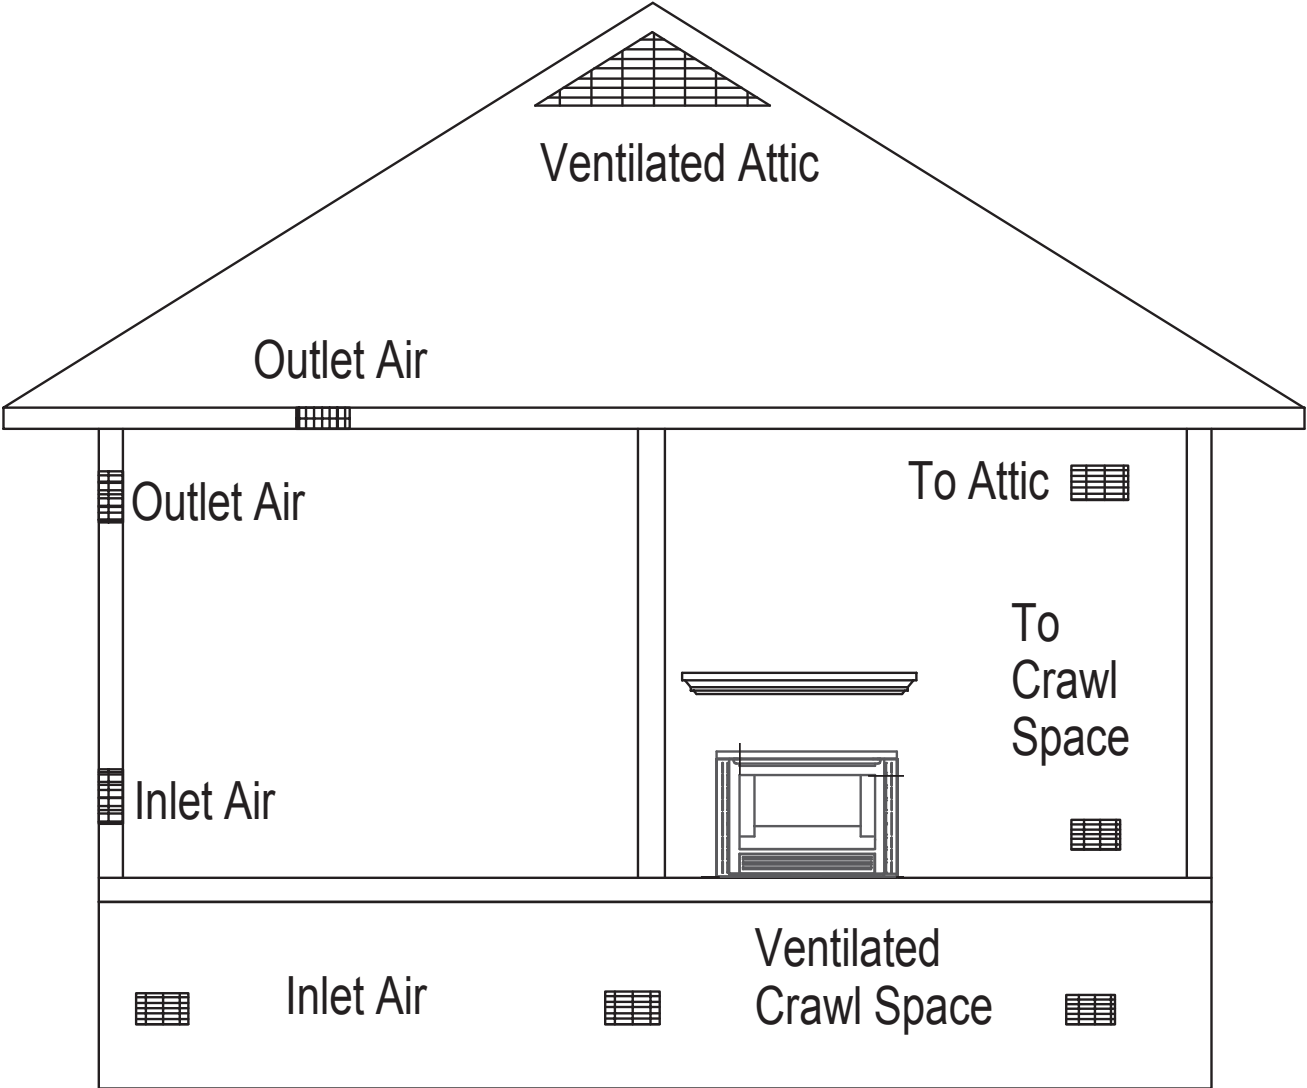 Ventilated Attic
Outlet Air
Outlet Air
To Attic
To
Crawl
Space
Inlet Air
Inlet Air
Ventilated
Crawl Space